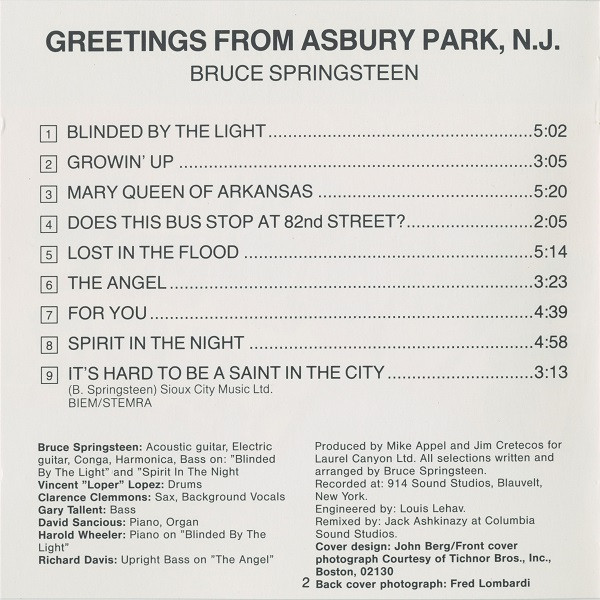 GREETINGS FROM ASBURY PARK, N.J.
BRUCE SPRINGSTEEN
1 BLINDED BY THE LIGHT........................................5:02
2 GROWIN' UP ......................................................3:05
3 MARY QUEEN OF ARKANSAS .................................5:20
4 DOES THIS BUS STOP AT 82nd STREET?...................2:05
5 LOST IN THE FLOOD ............................................5:14
6 THE ANGEL.......................................................3:23
7 FOR YOU .........................................................4:39
8 SPIRIT IN THE NIGHT ...........................................4:58
9 IT'S HARD TO BE A SAINT IN THE CITY ......................3:13
(B. Springsteen) Sioux City Music Ltd.
BIEM/STEMRA
Bruce Springsteen: Acoustic guitar, Electric
guitar, Conga, Harmonica, Bass on: "Blinded
By The Light" and "Spirit In The Night
Vincent "Loper" Lopez: Drums
Clarence Clemmons: Sax, Background Vocals
Gary Tallent: Bass
David Sancious: Piano, Organ
Harold Wheeler: Piano on "Blinded By The
Light"
Richard Davis: Upright Bass on "The Angel"
Produced by Mike Appel and Jim Cretecos for
Laurel Canyon Ltd. All selections written and
arranged by Bruce Springsteen.
Recorded at: 914 Sound Studios, Blauvelt,
New York.
Engineered by: Louis Lehav.
Remixed by: Jack Ashkinazy at Columbia
Sound Studios.
Cover design: John Berg/Front cover
photograph Courtesy of Tichnor Bros., Inc.,
Boston, 02130
Back cover photograph: Fred Lombardi
2